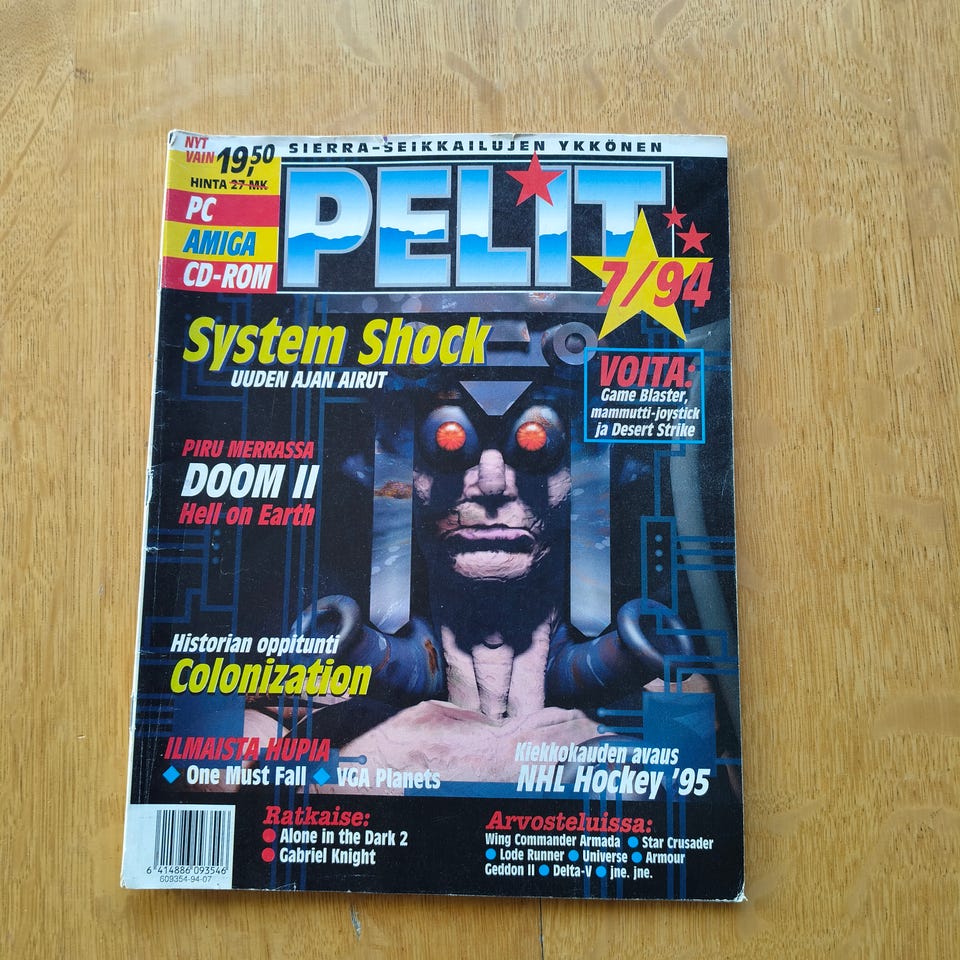 NYT
VAIN 19,50
HINTA 27 MK
PC
AMIGA
CD-ROM
SIERRA-SEIKKAILUJEN YKKÖNEN
PELIT
7/94
System Shock
UUDEN AJAN AIRUT
VOITA:
Game Blaster,
mammutti-joystick
ja Desert Strike
PIRU MERRASSA
DOOM II
Hell on Earth
Historian oppitunti
Colonization
ILMAISTA HUPIA
◆ One Must Fall ◆ VGA Planets
Kiekkokauden avaus
NHL Hockey '95
Ratkaise:
● Alone in the Dark 2
● Gabriel Knight
Arvosteluissa:
Wing Commander Armada ● Star Crusader
● Lode Runner ● Universe ● Armour
Geddon II ● Delta-V ● jne. jne.
6 414886 093546
609354-94-07